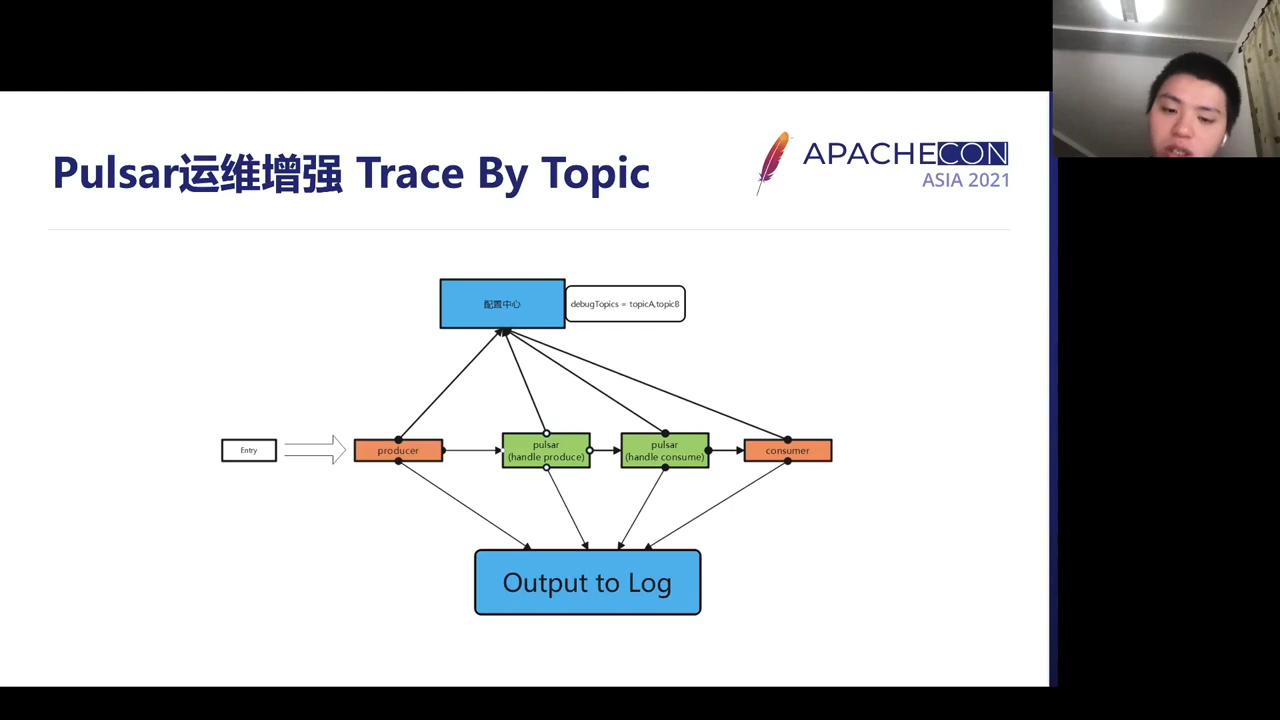 Pulsar运维增强 Trace By Topic
APACHECON
ASIA 2021
配置中心
debugTopics = topicA,topicB
Entry
producer
pulsar
(handle produce)
pulsar
(handle consume)
consumer
Output to Log